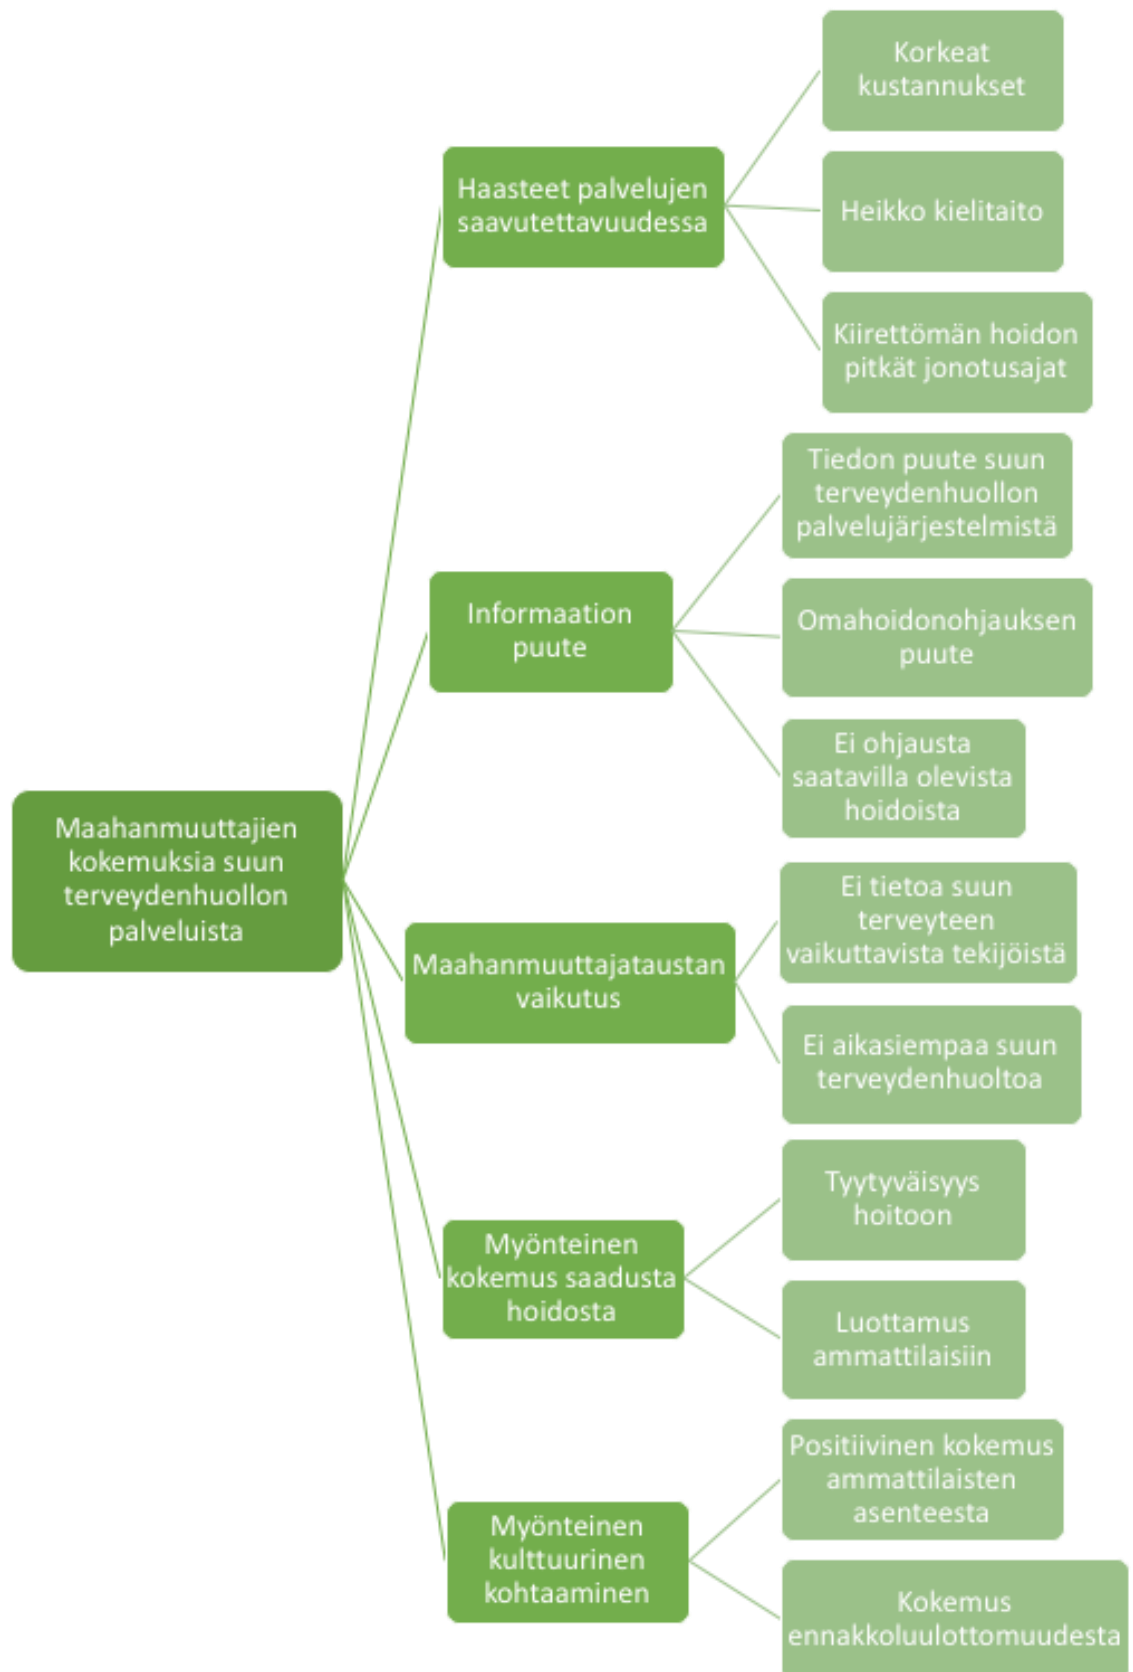 Korkeat
kustannukset
Haasteet palvelujen
saavutettavuudessa
Heikko kielitaito
Kiirettömän hoidon
pitkät jonotusajat
Tiedon puute suun
terveydenhuollon
palvelujärjestelmistä
Informaation
puute
Omahoidonohjauksen
puute
Ei ohjausta
saatavilla olevista
hoidoista
Maahanmuuttajien
kokemuksia suun
terveydenhuollon
palveluista
Ei tietoa suun
terveyteen
vaikuttavista tekijöistä
Maahanmuuttajataustan
vaikutus
Ei aikasiempaa suun
terveydenhuoltoa
Tyytyväisyys
hoitoon
Myönteinen
kokemus saadusta
hoidosta
Luottamus
ammattilaisiin
Positiivinen kokemus
ammattilaisten
asenteesta
Myönteinen
kulttuurinen
kohtaaminen
Kokemus
ennakkoluulottomuudesta